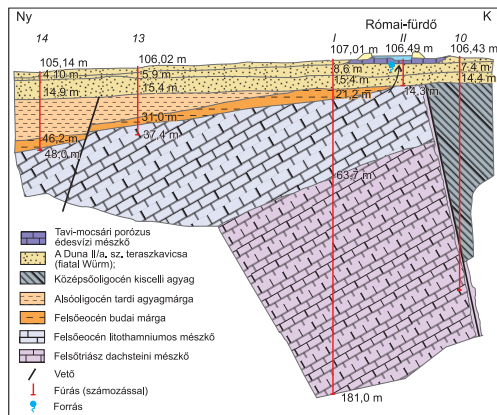 Ny
K
Római-fürdő
14
13
I
II
10
105,14 m
106,02 m
107,01 m
106,49 m
106,43 m
4,10 m
5,9 m
8,6 m
7,4 m
14,9 m
15,4 m
15,4 m
14,3 m
14,4 m
21,2 m
31,0 m
37,4 m
46,2 m
48,0 m
63,7 m
181,0 m
Tavi-mocsári porózus
édesvízi mészkő
A Duna II/a. sz. teraszkavicsa
(fiatal Würm);
Középsőoligocén kiscelli agyag
Alsóoligocén tardi agyagmárga
Felsőeocén budai márga
Felsőeocén litothamniumos mészkő
Felsőtriász dachsteini mészkő
Vető
Fúrás (számozással)
Forrás